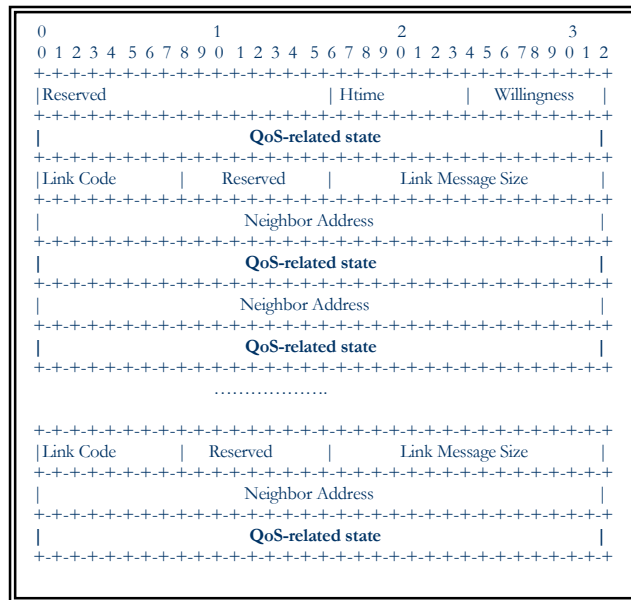 0 1 2 3
0 1 2 3 4 5 6 7 8 9 0 1 2 3 4 5 6 7 8 9 0 1 2 3 4 5 6 7 8 9 0 1 2
+-+-+-+-+-+-+-+-+-+-+-+-+-+-+-+-+-+-+-+-+-+-+-+-+-+-+-+-+-+-+-+-+
|Reserved | Htime | Willingness |
+-+-+-+-+-+-+-+-+-+-+-+-+-+-+-+-+-+-+-+-+-+-+-+-+-+-+-+-+-+-+-+-+
| QoS-related state |
+-+-+-+-+-+-+-+-+-+-+-+-+-+-+-+-+-+-+-+-+-+-+-+-+-+-+-+-+-+-+-+-+
|Link Code | Reserved | Link Message Size |
+-+-+-+-+-+-+-+-+-+-+-+-+-+-+-+-+-+-+-+-+-+-+-+-+-+-+-+-+-+-+-+-+
| Neighbor Address |
+-+-+-+-+-+-+-+-+-+-+-+-+-+-+-+-+-+-+-+-+-+-+-+-+-+-+-+-+-+-+-+-+
| QoS-related state |
+-+-+-+-+-+-+-+-+-+-+-+-+-+-+-+-+-+-+-+-+-+-+-+-+-+-+-+-+-+-+-+-+
| Neighbor Address |
+-+-+-+-+-+-+-+-+-+-+-+-+-+-+-+-+-+-+-+-+-+-+-+-+-+-+-+-+-+-+-+-+
| QoS-related state |
+-+-+-+-+-+-+-+-+-+-+-+-+-+-+-+-+-+-+-+-+-+-+-+-+-+-+-+-+-+-+-+-+
………………..
+-+-+-+-+-+-+-+-+-+-+-+-+-+-+-+-+-+-+-+-+-+-+-+-+-+-+-+-+-+-+-+-+
|Link Code | Reserved | Link Message Size |
+-+-+-+-+-+-+-+-+-+-+-+-+-+-+-+-+-+-+-+-+-+-+-+-+-+-+-+-+-+-+-+-+
| Neighbor Address |
+-+-+-+-+-+-+-+-+-+-+-+-+-+-+-+-+-+-+-+-+-+-+-+-+-+-+-+-+-+-+-+-+
| QoS-related state |
+-+-+-+-+-+-+-+-+-+-+-+-+-+-+-+-+-+-+-+-+-+-+-+-+-+-+-+-+-+-+-+-+